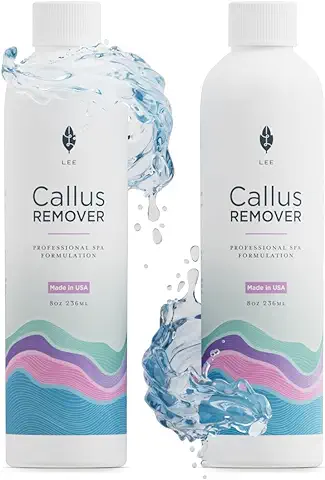 LEE
Callus
REMOVER
PROFESSIONAL SPA
FORMULATION
Made in USA
8oz 236ML
LEE
Callus
REMOVER
PROFESSIONAL SPA
FORMULATION
Made in USA
8oz 236ML